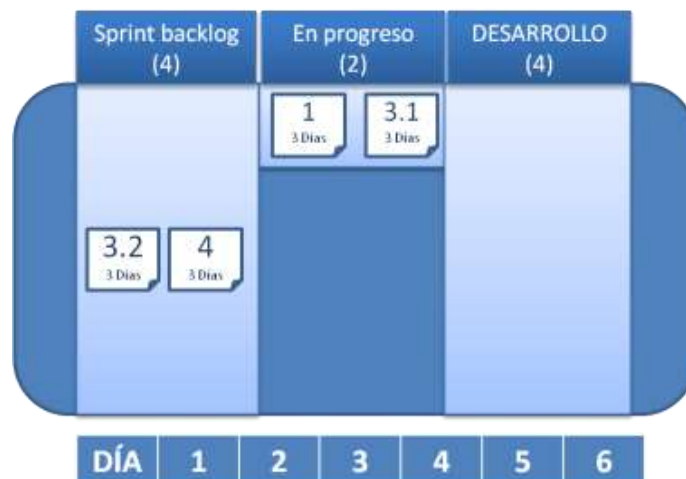 Sprint backlog
(4)
En progreso
(2)
DESARROLLO
(4)
1
3 Dias
3.1
3 Dias
3.2
3 Dias
4
3 Dias
DÍA 1 2 3 4 5 6